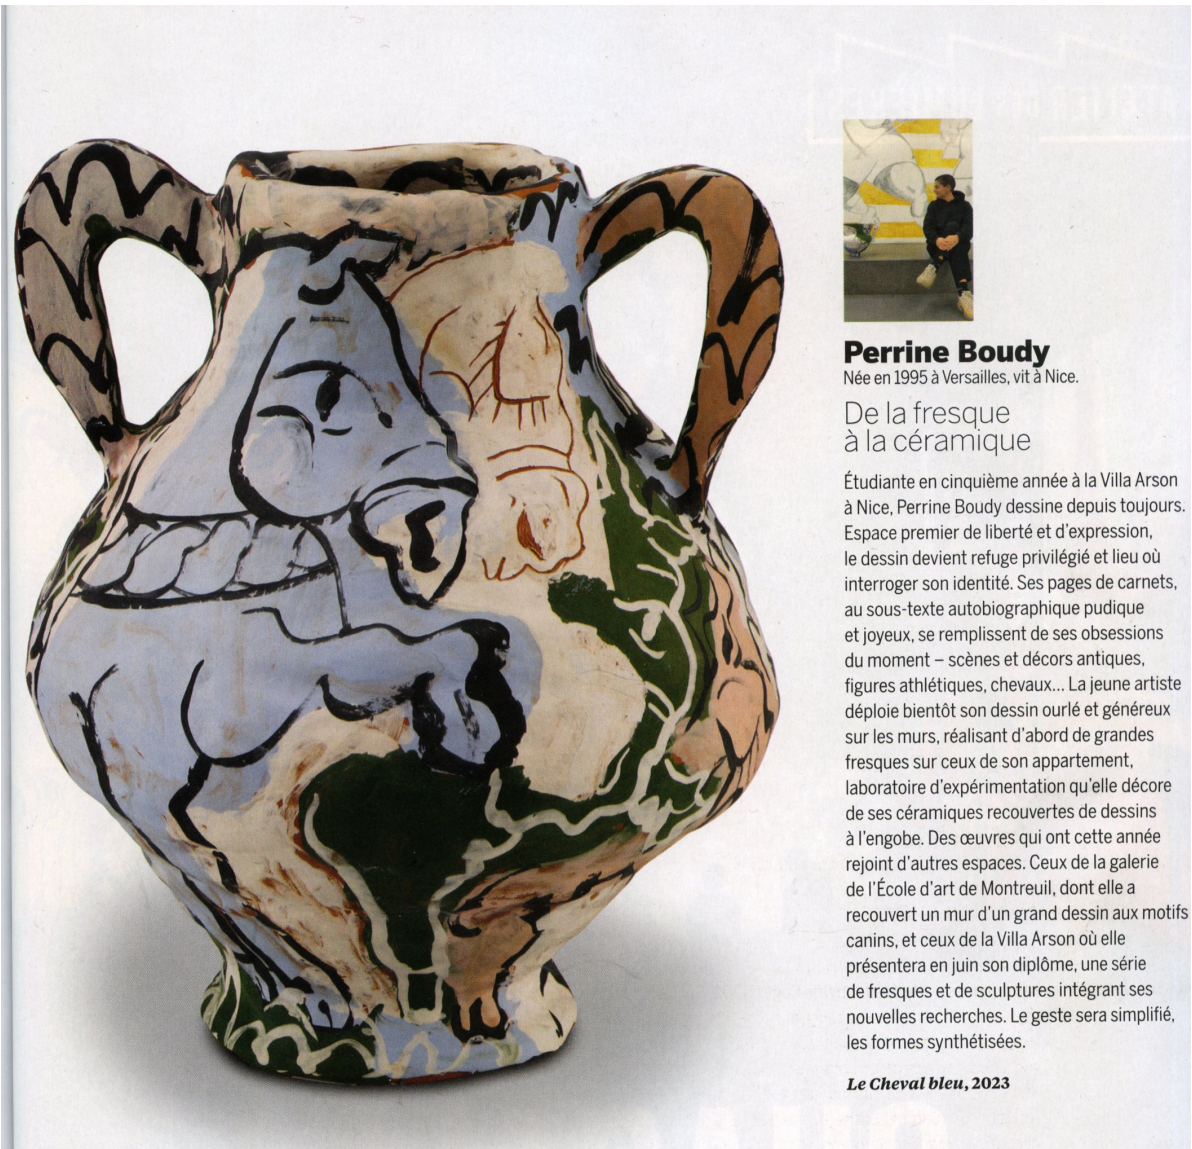 Perrine Boudy
Née en 1995 à Versailles, vit à Nice.
De la fresque
à la céramique
Étudiante en cinquième année à la Villa Arson
à Nice, Perrine Boudy dessine depuis toujours.
Espace premier de liberté et d'expression,
le dessin devient refuge privilégié et lieu où
interroger son identité. Ses pages de carnets,
au sous-texte autobiographique pudique
et joyeux, se remplissent de ses obsessions
du moment – scènes et décors antiques,
figures athlétiques, chevaux... La jeune artiste
déploie bientôt son dessin ourlé et généreux
sur les murs, réalisant d'abord de grandes
fresques sur ceux de son appartement,
laboratoire d'expérimentation qu'elle décore
de ses céramiques recouvertes de dessins
à l'engobe. Des œuvres qui ont cette année
rejoint d'autres espaces. Ceux de la galerie
de l'École d'art de Montreuil, dont elle a
recouvert un mur d'un grand dessin aux motifs
canins, et ceux de la Villa Arson où elle
présentera en juin son diplôme, une série
de fresques et de sculptures intégrant ses
nouvelles recherches. Le geste sera simplifié,
les formes synthétisées.
Le Cheval bleu, 2023